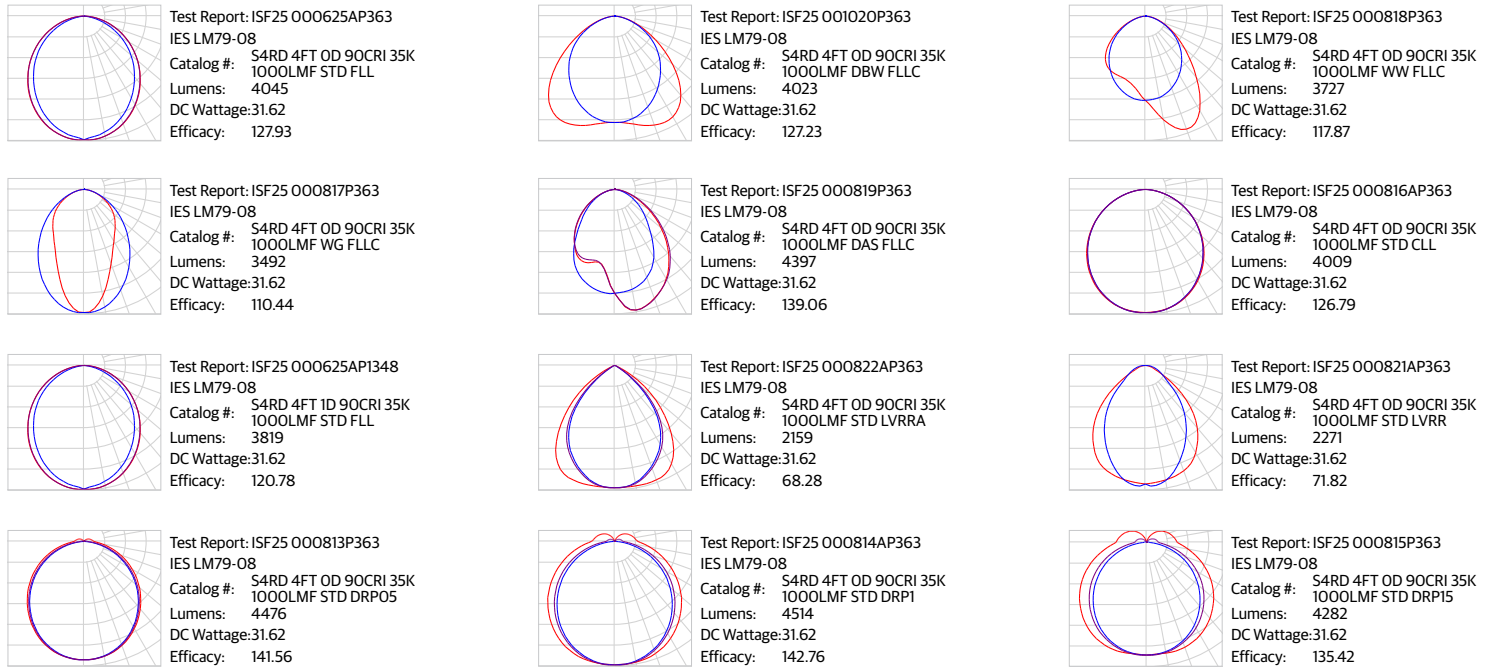 Test Report: ISF25 000625AP363
IES LM79-08
Catalog #: S4RD 4FT 0D 90CRI 35K
1000LMF STD FLL
Lumens: 4045
DC Wattage:31.62
Efficacy: 127.93
Test Report: ISF25 001020P363
IES LM79-08
Catalog #: S4RD 4FT 0D 90CRI 35K
1000LMF DBW FLLC
Lumens: 4023
DC Wattage:31.62
Efficacy: 127.23
Test Report: ISF25 000818P363
IES LM79-08
Catalog #: S4RD 4FT 0D 90CRI 35K
1000LMF WW FLLC
Lumens: 3727
DC Wattage:31.62
Efficacy: 117.87
Test Report: ISF25 000817P363
IES LM79-08
Catalog #: S4RD 4FT 0D 90CRI 35K
1000LMF WG FLLC
Lumens: 3492
DC Wattage:31.62
Efficacy: 110.44
Test Report: ISF25 000819P363
IES LM79-08
Catalog #: S4RD 4FT 0D 90CRI 35K
1000LMF DAS FLLC
Lumens: 4397
DC Wattage:31.62
Efficacy: 139.06
Test Report: ISF25 000816AP363
IES LM79-08
Catalog #: S4RD 4FT 0D 90CRI 35K
1000LMF STD CLL
Lumens: 4009
DC Wattage:31.62
Efficacy: 126.79
Test Report: ISF25 000625AP1348
IES LM79-08
Catalog #: S4RD 4FT 1D 90CRI 35K
1000LMF STD FLL
Lumens: 3819
DC Wattage:31.62
Efficacy: 120.78
Test Report: ISF25 000822AP363
IES LM79-08
Catalog #: S4RD 4FT 0D 90CRI 35K
1000LMF STD LVRRA
Lumens: 2159
DC Wattage:31.62
Efficacy: 68.28
Test Report: ISF25 000821AP363
IES LM79-08
Catalog #: S4RD 4FT 0D 90CRI 35K
1000LMF STD LVRR
Lumens: 2271
DC Wattage:31.62
Efficacy: 71.82
Test Report: ISF25 000813P363
IES LM79-08
Catalog #: S4RD 4FT 0D 90CRI 35K
1000LMF STD DRP05
Lumens: 4476
DC Wattage:31.62
Efficacy: 141.56
Test Report: ISF25 000814AP363
IES LM79-08
Catalog #: S4RD 4FT 0D 90CRI 35K
1000LMF STD DRP1
Lumens: 4514
DC Wattage:31.62
Efficacy: 142.76
Test Report: ISF25 000815P363
IES LM79-08
Catalog #: S4RD 4FT 0D 90CRI 35K
1000LMF STD DRP15
Lumens: 4282
DC Wattage:31.62
Efficacy: 135.42